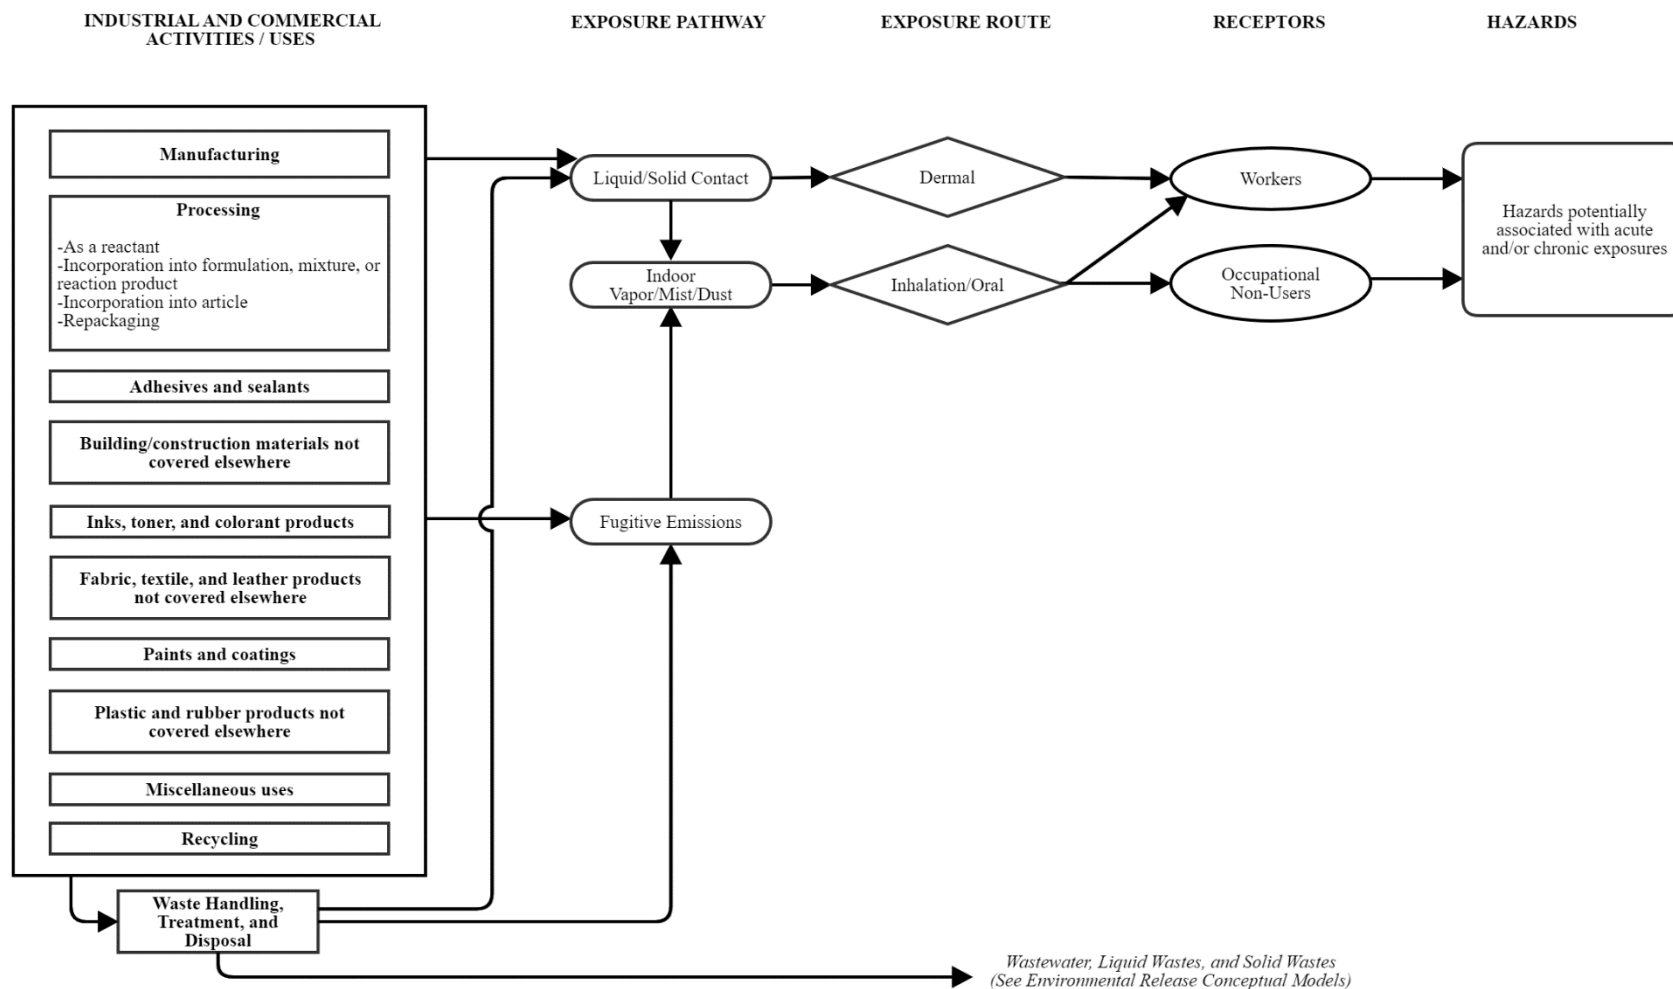 INDUSTRIAL AND COMMERCIAL
ACTIVITIES / USES
EXPOSURE PATHWAY
EXPOSURE ROUTE
RECEPTORS
HAZARDS
Manufacturing
Processing
-As a reactant
-Incorporation into formulation, mixture, or
reaction product
-Incorporation into article
-Repackaging
Adhesives and sealants
Building/construction materials not
covered elsewhere
Inks, toner, and colorant products
Fabric, textile, and leather products
not covered elsewhere
Paints and coatings
Plastic and rubber products not
covered elsewhere
Miscellaneous uses
Recycling
Waste Handling,
Treatment, and
Disposal
Liquid/Solid Contact
Indoor
Vapor/Mist/Dust
Fugitive Emissions
Dermal
Inhalation/Oral
Workers
Occupational
Non-Users
Hazards potentially
associated with acute
and/or chronic exposures
Wastewater, Liquid Wastes, and Solid Wastes
(See Environmental Release Conceptual Models)